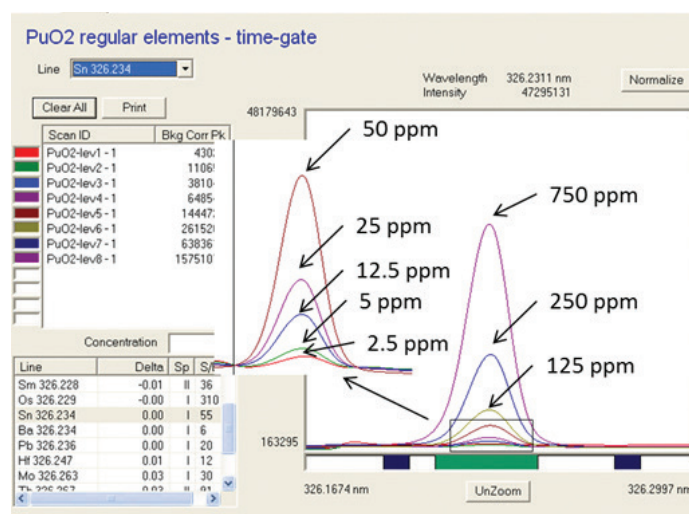 PuO2 regular elements - time-gate
Line Sn 326.234
Wavelength 326.2311 nm
Intensity 47295131
Normalize
Clear All Print
48179643
Scan ID Bkg Corr Pk
PuO2-lev1 - 1
PuO2-lev2 - 1
PuO2-lev3 - 1
PuO2-lev4 - 1
PuO2-lev5 - 1
PuO2-lev6 - 1
PuO2-lev7 - 1
PuO2-lev8 - 1
50 ppm
25 ppm
12.5 ppm
5 ppm
2.5 ppm
750 ppm
250 ppm
125 ppm
Concentration
Line Delta Sp
Sm 326.228 -0.01 II 36
Os 326.229 -0.00 I 310
Sn 326.234 0.00 I 55
Ba 326.234 0.00 I 6
Pb 326.236 0.00 I 20
Hf 326.247 0.01 I 12
Mo 326.263 0.03 I 30
163295
326.1674 nm
UnZoom
326.2997 nm